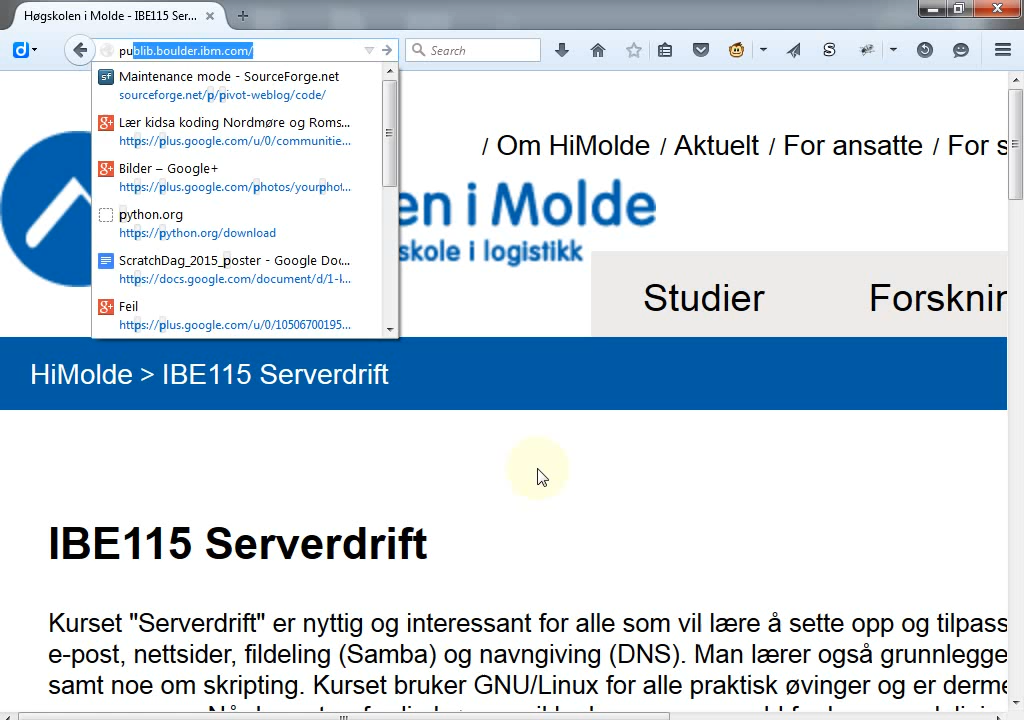 Høgskolen i Molde - IBE115 Ser...
publib.boulder.ibm.com/
Search
Maintenance mode - SourceForge.net
sourceforge.net/p/pivot-weblog/code/
Lær kidsa koding Nordmøre og Roms...
https://plus.google.com/u/0/communitie...
Bilder – Google+
https://plus.google.com/photos/yourphot...
python.org
https://python.org/download
ScratchDag_2015_poster - Google Doc...
https://docs.google.com/document/d/1-k...
Feil
https://plus.google.com/u/0/10506700195...
/ Om HiMolde / Aktuelt / For ansatte / For s
en i Molde
skole i logistikk
Studier Forsknin
HiMolde > IBE115 Serverdrift
IBE115 Serverdrift
Kurset "Serverdrift" er nyttig og interessant for alle som vil lære å sette opp og tilpass
e-post, nettsider, fildeling (Samba) og navngiving (DNS). Man lærer også grunnlegge
samt noe om skripting. Kurset bruker GNU/Linux for alle praktisk øvinger og er derme